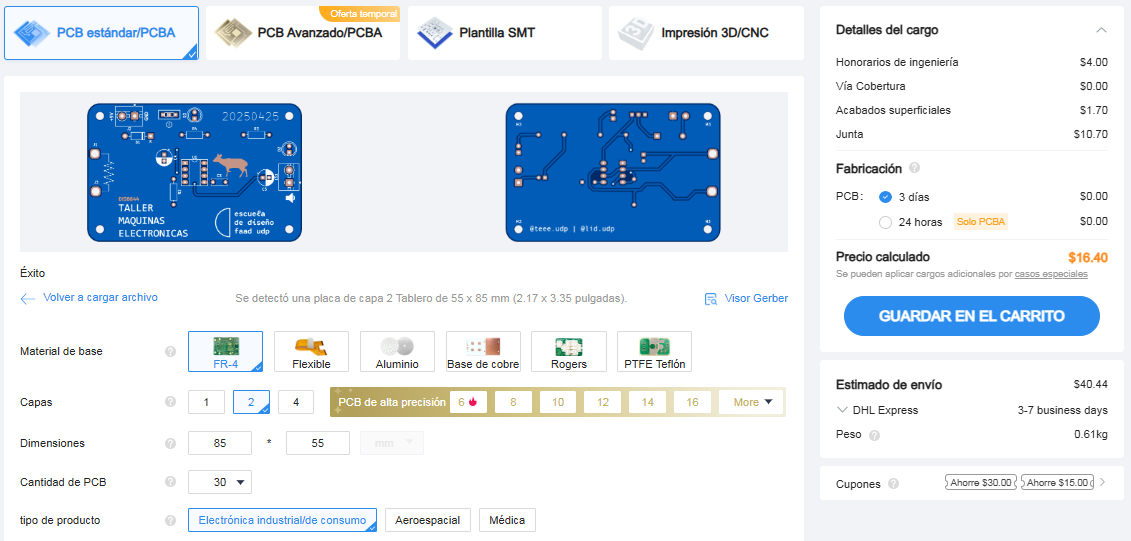 PCB estándar/PCBA
Oferta temporal
PCB Avanzado/PCBA
Plantilla SMT
Impresión 3D/CNC
20250425
DIS8644
TALLER
MAQUINAS
ELECTRONICAS
escuela
de diseño
faad udp
@teee.udp | @lid.udp
Éxito
Volver a cargar archivo
Se detectó una placa de capa 2 Tablero de 55 x 85 mm (2.17 x 3.35 pulgadas).
Visor Gerber
Material de base
FR-4
Flexible
Aluminio
Base de cobre
Rogers
PTFE Teflón
Capas
1
2
4
PCB de alta precisión
6
8
10
12
14
16
More
Dimensiones
85 * 55 mm
Cantidad de PCB
30
tipo de producto
Electrónica industrial/de consumo
Aeroespacial
Médica
Detalles del cargo
Honorarios de ingeniería $4.00
Vía Cobertura $0.00
Acabados superficiales $1.70
Junta $10.70
Fabricación
PCB: 3 días $0.00
24 horas Solo PCBA $0.00
Precio calculado $16.40
Se pueden aplicar cargos adicionales por casos especiales
GUARDAR EN EL CARRITO
Estimado de envío $40.44
DHL Express 3-7 business days
Peso 0.61kg
Cupones Ahorre $30.00 Ahorre $15.00